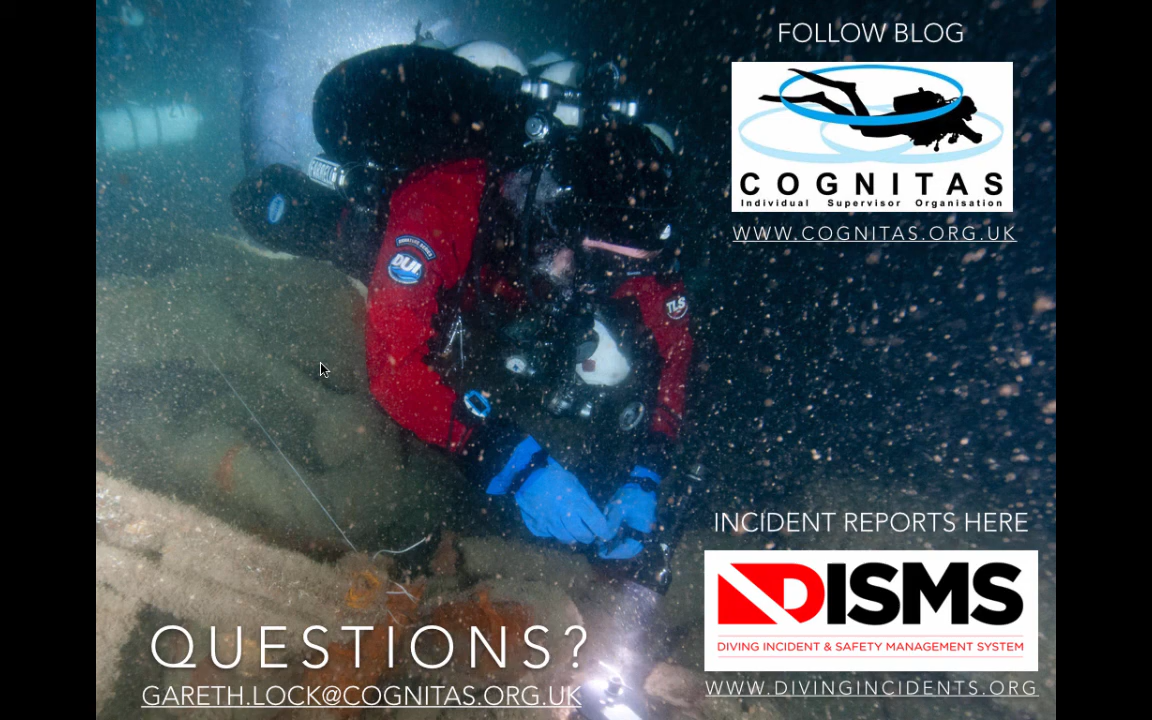 FOLLOW BLOG
COGNITAS
Individual Supervisor Organisation
WWW.COGNITAS.ORG.UK
DUI
TLS
INCIDENT REPORTS HERE
DISMS
DIVING INCIDENT & SAFETY MANAGEMENT SYSTEM
WWW.DIVINGINCIDENTS.ORG
QUESTIONS?
GARETH.LOCK@COGNITAS.ORG.UK